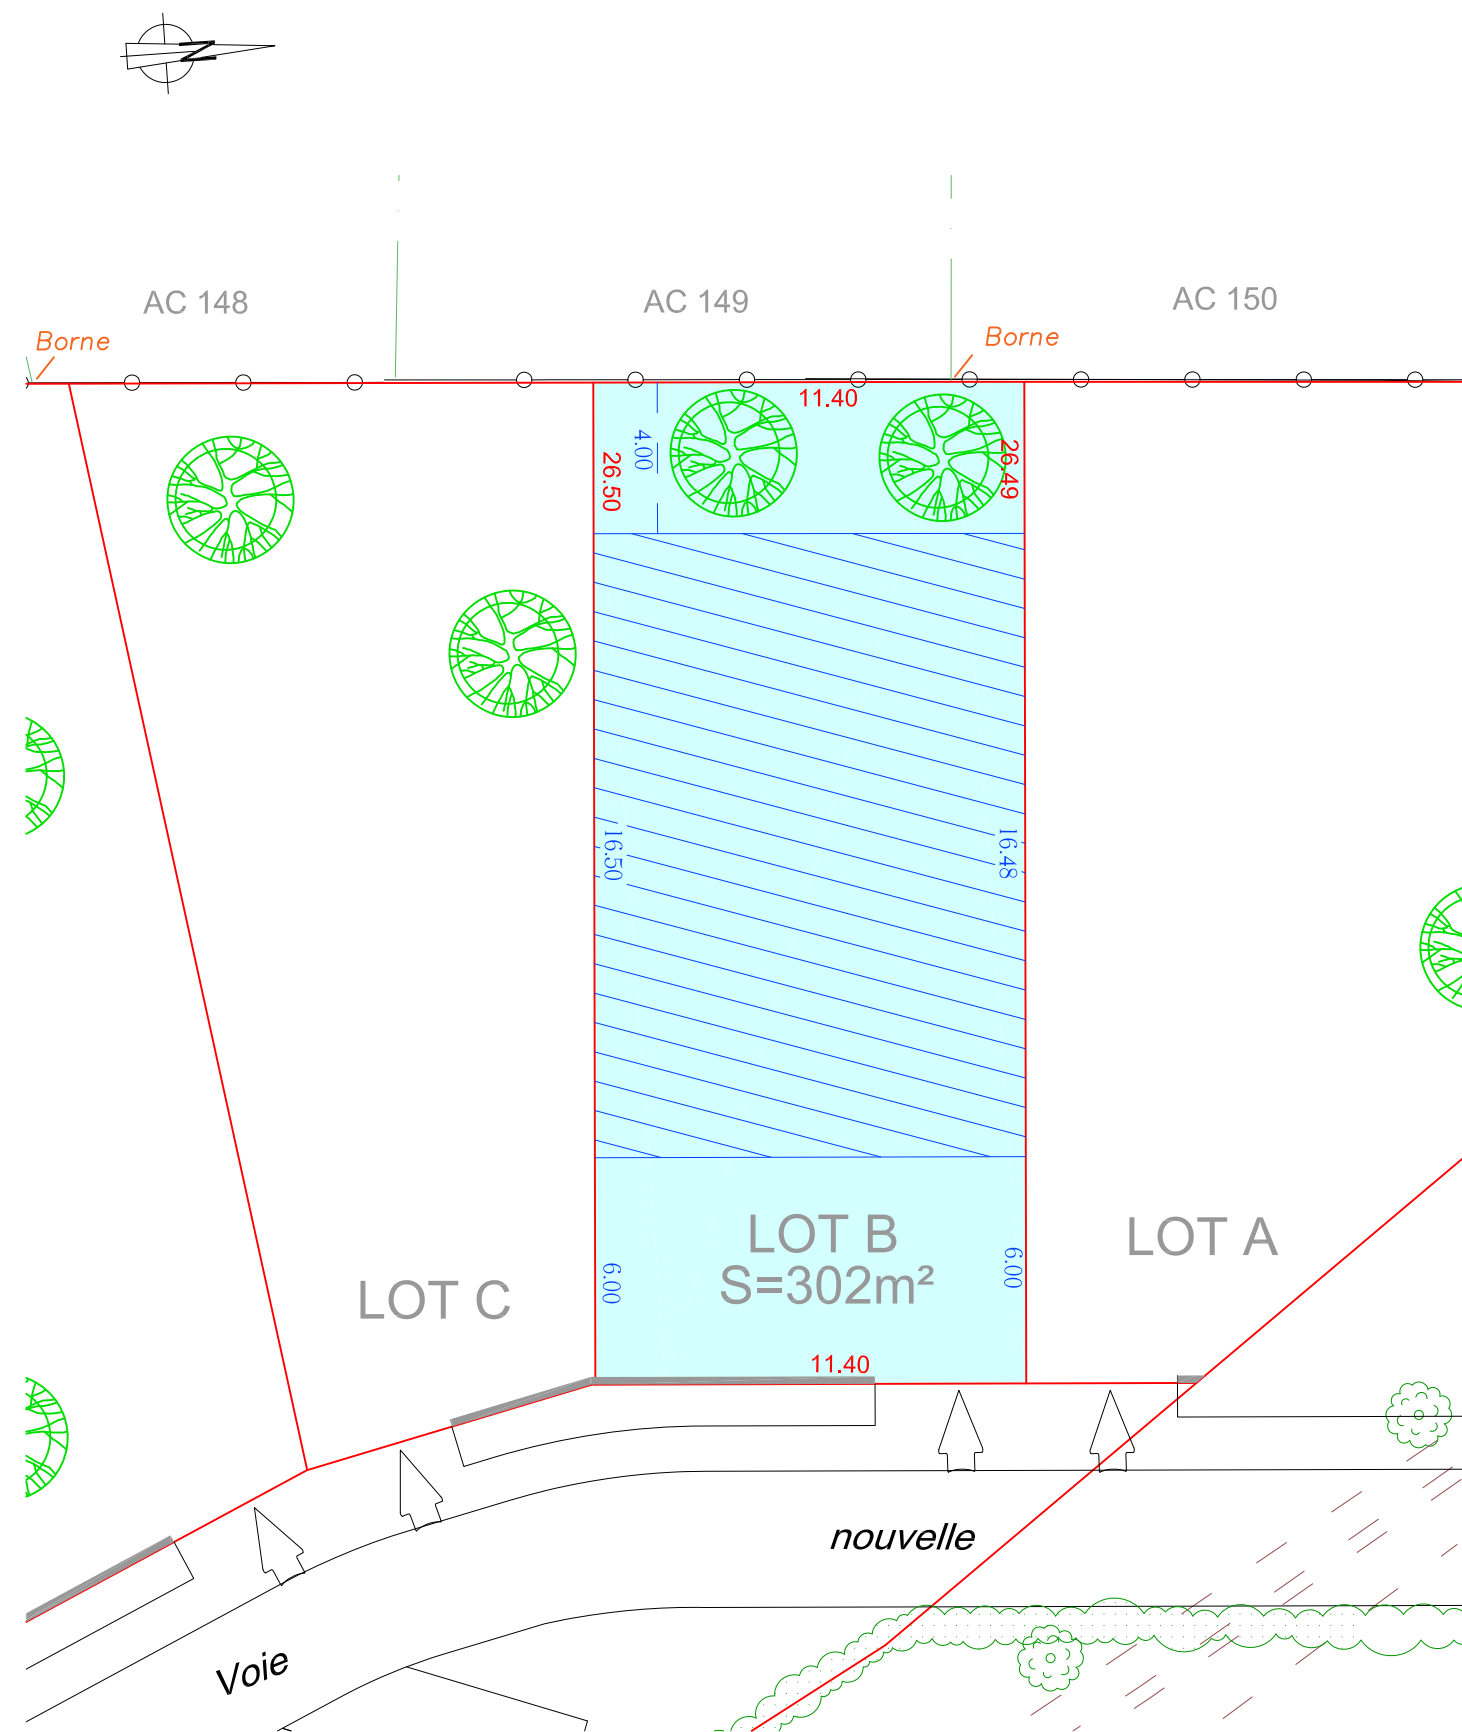 N
AC 148
AC 149
AC 150
Borne
Borne
11.40
4.00
26.50
26.49
16.50
16.48
LOT B
S=302m²
LOT A
LOT C
6.00
6.00
11.40
nouvelle
Voie